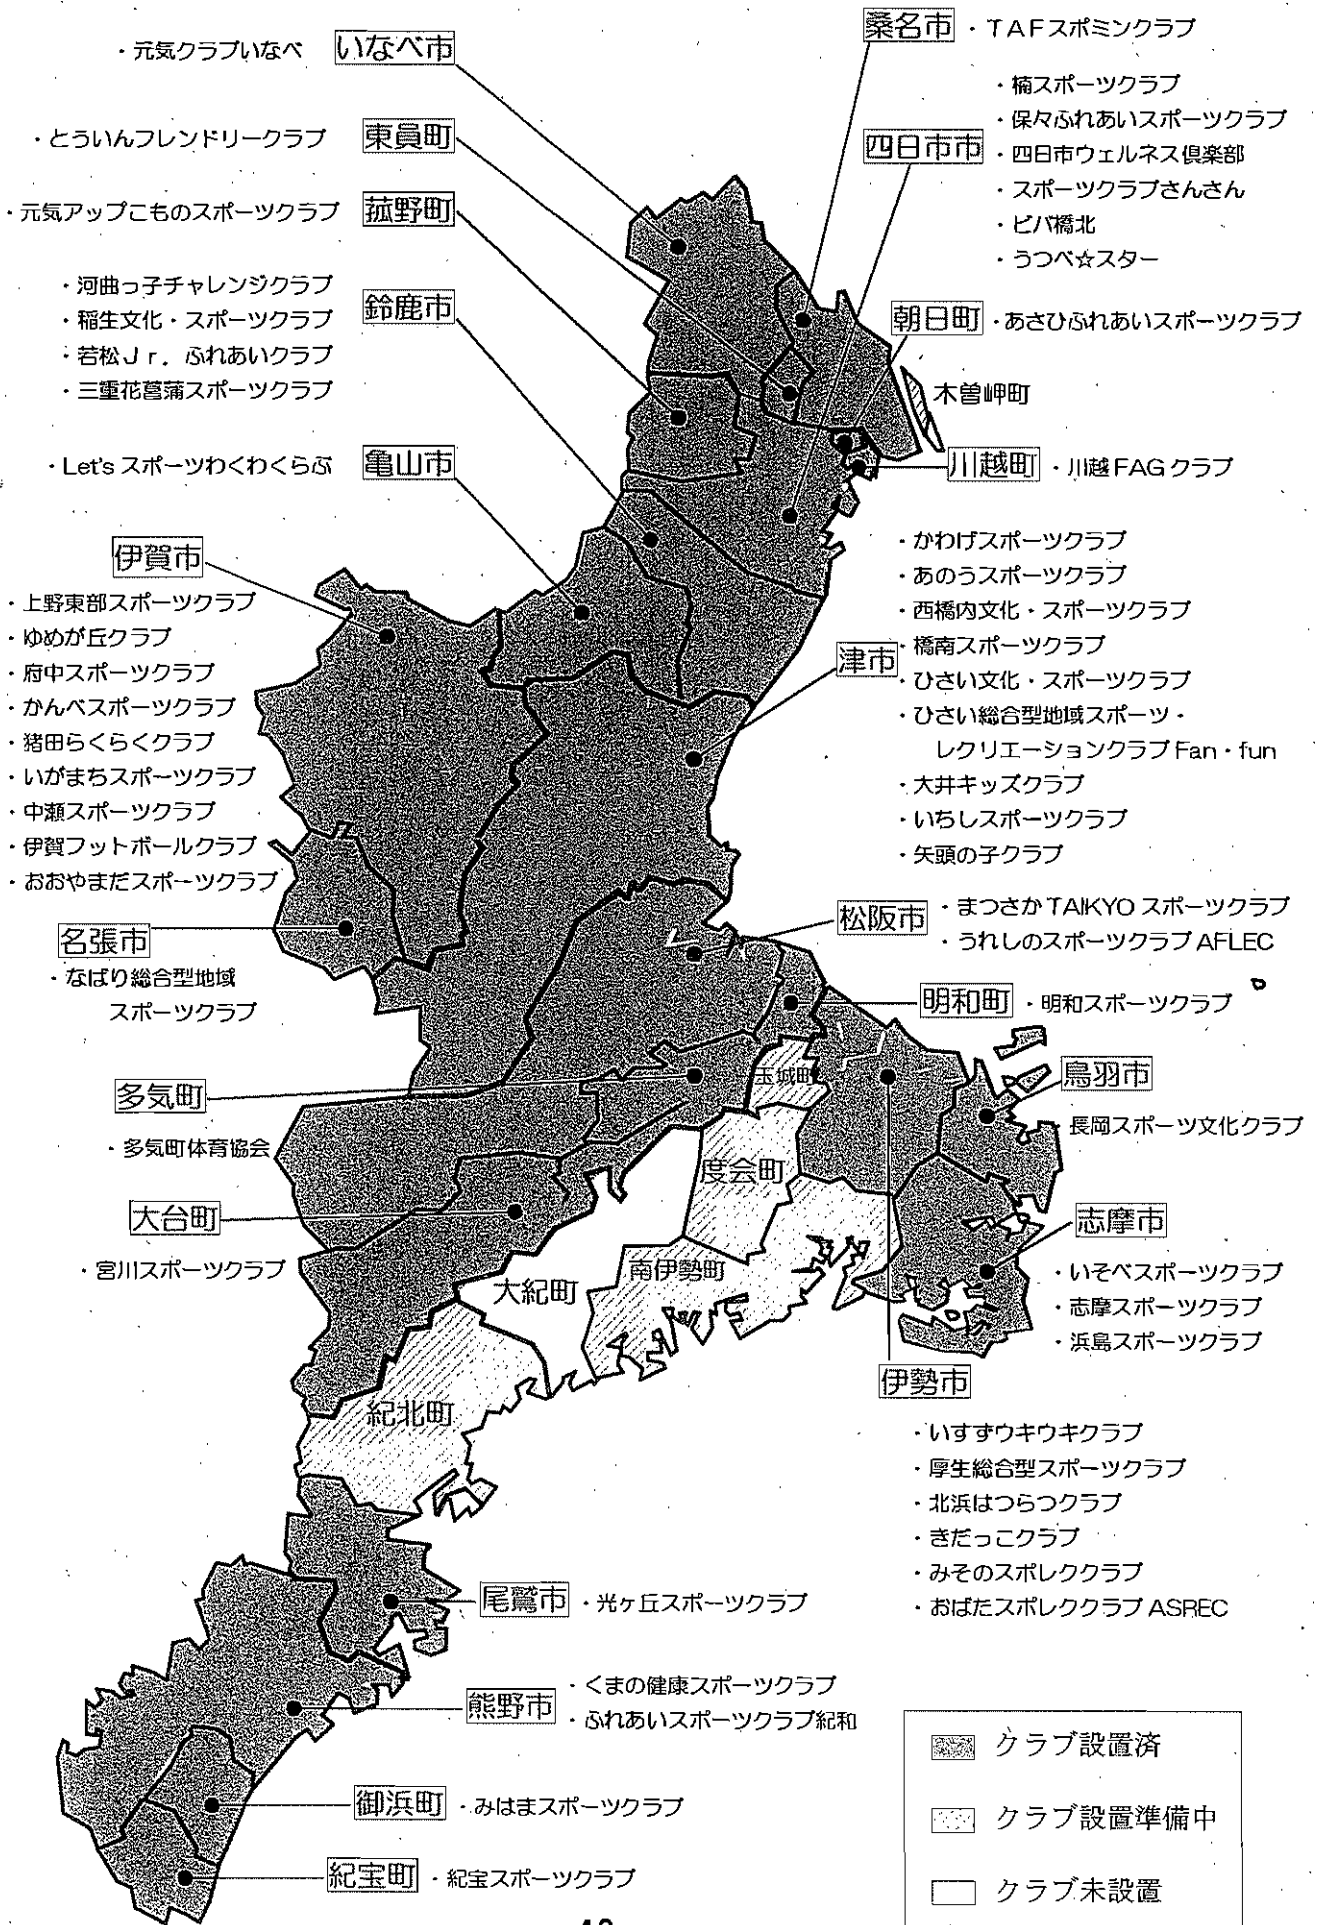 桑名市 ・TAFスポミンクラブ
・元気クラブいなべ いなべ市
・楠スポーツクラブ
・保々ふれあいスポーツクラブ
四日市市 ・四日市ウェルネス倶楽部
・スポーツクラブさんさん
・ビバ橋北
・うつべ☆スター
・とういんフレンドリークラブ 東員町
・元気アップこものスポーツクラブ 菰野町
・河曲っ子チャレンジクラブ
鈴鹿市
・稲生文化・スポーツクラブ
・若松Jr.ふれあいクラブ
・三重花菖蒲スポーツクラブ
朝日町 ・あさひふれあいスポーツクラブ
木曽岬町
・Let'sスポーツわくわくらぶ 亀山市
川越町 ・川越FAGクラブ
伊賀市
・上野東部スポーツクラブ
・ゆめが丘クラブ
・府中スポーツクラブ
・かんべスポーツクラブ
・猪田らくらくクラブ
・いがまちスポーツクラブ
・中瀬スポーツクラブ
・伊賀フットボールクラブ
・おおやまだスポーツクラブ
・かわげスポーツクラブ
・あのうスポーツクラブ
・西橋内文化・スポーツクラブ
・橋南スポーツクラブ
津市
・ひさい文化・スポーツクラブ
・ひさい総合型地域スポーツ・
レクリエーションクラブFan・fun
・大井キッズクラブ
・いちしスポーツクラブ
・矢頭の子クラブ
名張市
・なばり総合型地域
スポーツクラブ
松阪市 ・まつさかTAIKYOスポーツクラブ
・うれしのスポーツクラブAFLEC
明和町 ・明和スポーツクラブ
玉城町
鳥羽市
長岡スポーツ文化クラブ
多気町
・多気町体育協会
度会町
大台町
・宮川スポーツクラブ
志摩市
・いそべスポーツクラブ
・志摩スポーツクラブ
・浜島スポーツクラブ
大紀町
南伊勢町
伊勢市
・いすずウキウキクラブ
・厚生総合型スポーツクラブ
・北浜はつらつクラブ
・きだっこクラブ
・みそのスポレククラブ
・おばたスポレククラブASREC
紀北町
尾鷲市 ・光ヶ丘スポーツクラブ
熊野市 ・くまの健康スポーツクラブ
・ふれあいスポーツクラブ紀和
御浜町 ・みはまスポーツクラブ
紀宝町 ・紀宝スポーツクラブ
クラブ設置済
クラブ設置準備中
クラブ未設置